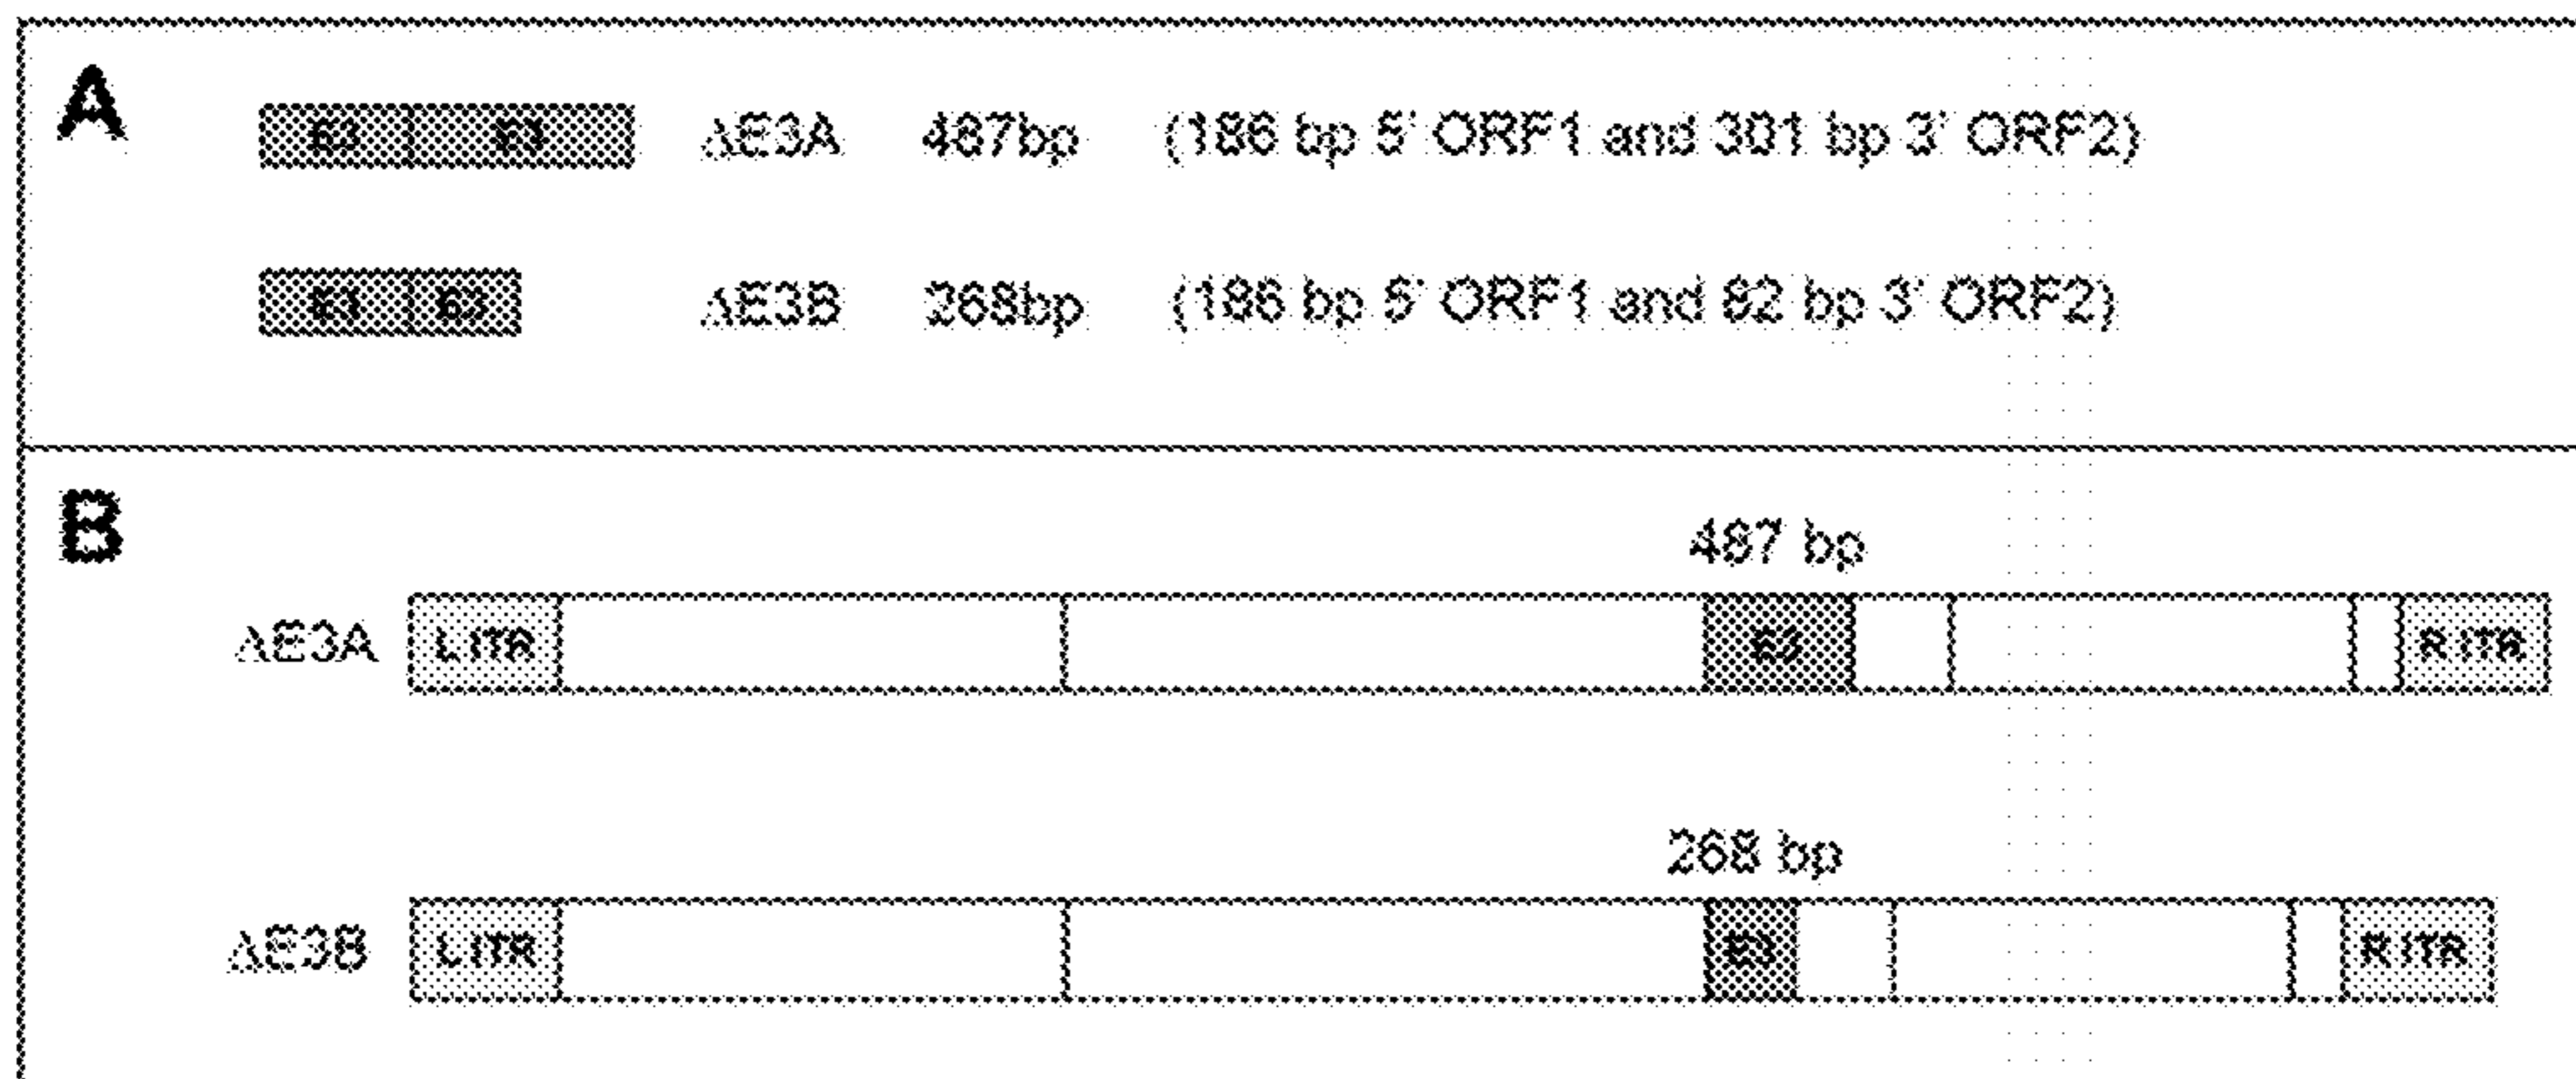 A
E3 E3 ΔE3A 487bp (186 bp 5' ORF1 and 301 bp 3' ORF2)
E3 E3 ΔE3B 268bp (186 bp 5' ORF1 and 82 bp 3' ORF2)
B
487 bp
ΔE3A L ITR E3 R ITR
268 bp
ΔE3B L ITR E3 R ITR